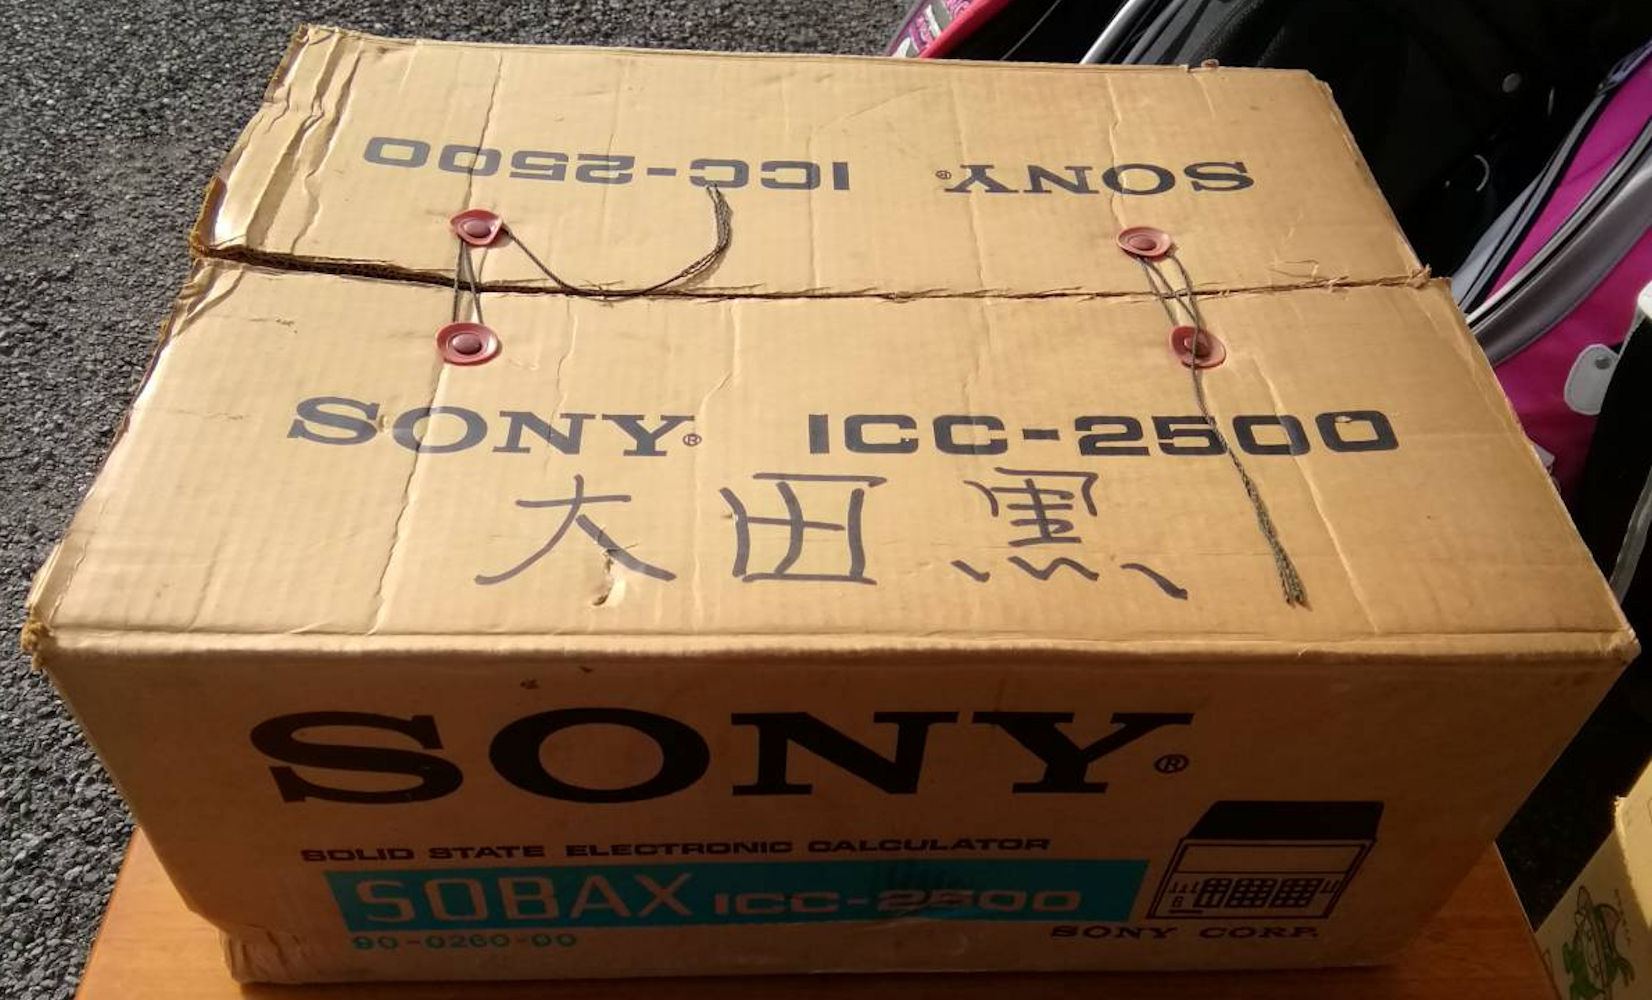 SONY® ICC-2500
SONY® ICC-2500
大田黒
SONY®
SOLID STATE ELECTRONIC CALCULATOR
SOBAX ICC-2500
90-0260-00
SONY CORP.